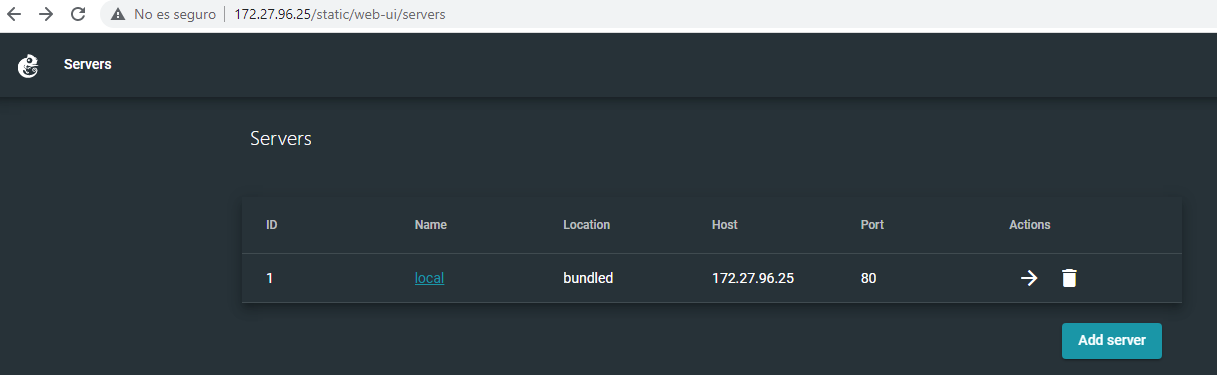 No es seguro 172.27.96.25/static/web-ui/servers
Servers
Servers
ID Name Location Host Port Actions
1 local bundled 172.27.96.25 80
Add server